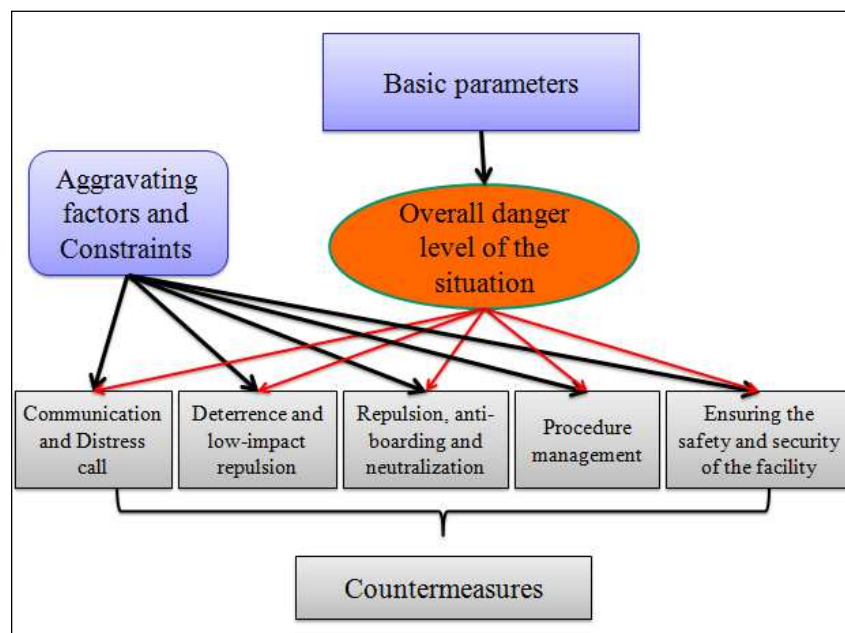 Basic parameters
Aggravating
factors and
Constraints
Overall danger
level of the
situation
Communication
and Distress
call
Deterrence and
low-impact
repulsion
Repulsion, anti-
boarding and
neutralization
Procedure
management
Ensuring the
safety and security
of the facility
Countermeasures